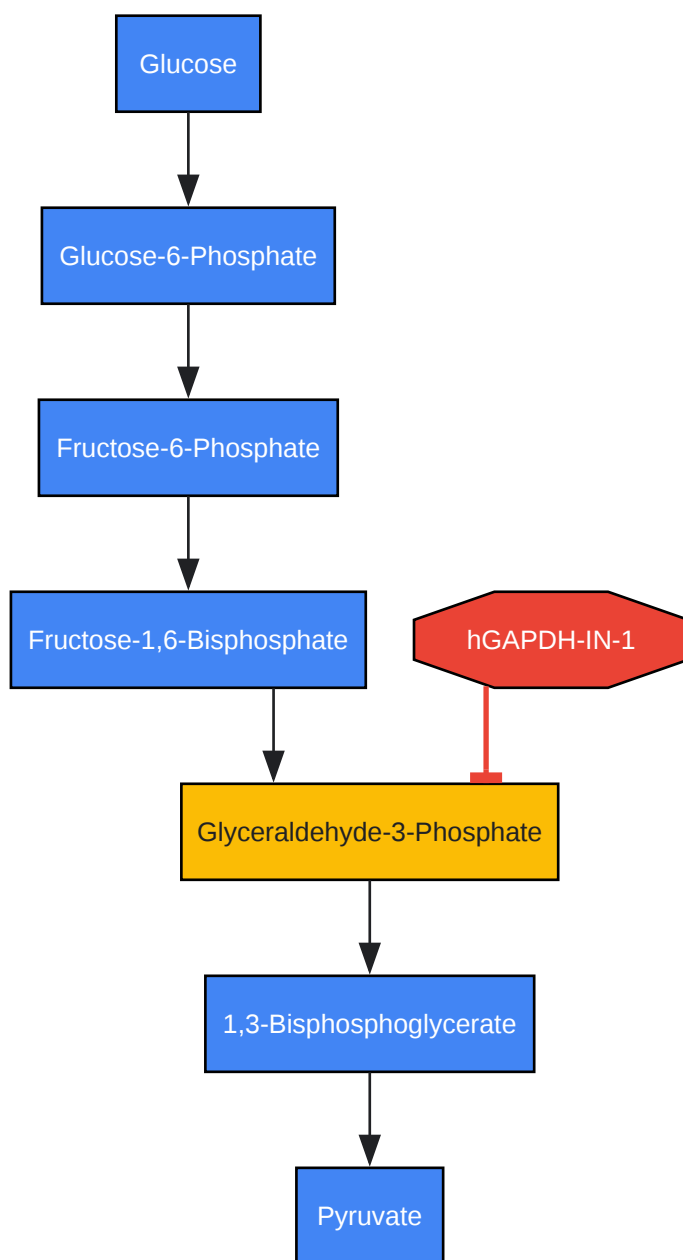 Glucose
Glucose-6-Phosphate
Fructose-6-Phosphate
Fructose-1,6-Bisphosphate
hGAPDH-IN-1
Glyceraldehyde-3-Phosphate
1,3-Bisphosphoglycerate
Pyruvate